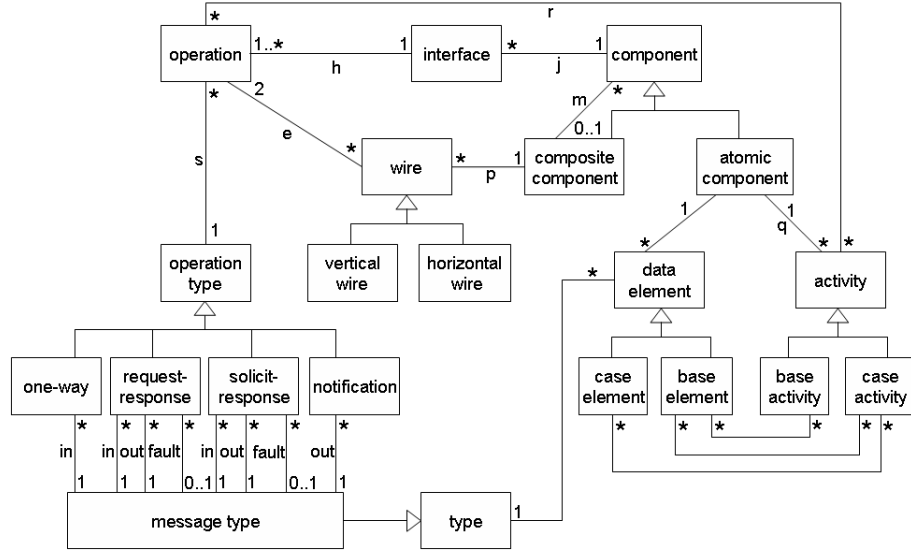 r
*
operation
1..*
h
1
interface
*
j
1
component
*
2
e
*
m
*
0..1
s
wire
*
p
1
composite
component
atomic
component
1
1
q
*
*
*
1
operation
type
vertical
wire
horizontal
wire
*
data
element
activity
one-way
request-
response
solicit-
response
notification
case
element
base
element
base
activity
case
activity
* * * * * * * *
* * * * * *
in in out fault in out fault out
1 1 1 0..1 1 1 0..1 1
message type
type
1